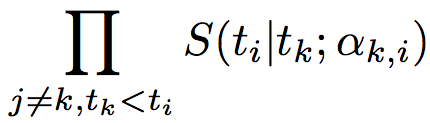 ∏ S(t_i|t_k; α_{k,i})
j≠k,t_k<t_i